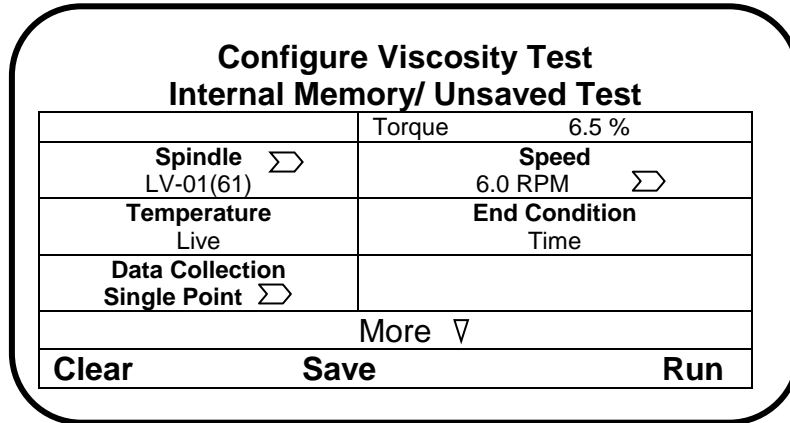 Configure Viscosity Test
Internal Memory/ Unsaved Test
Torque 6.5 %
Spindle Speed
LV-01(61) 6.0 RPM
Temperature End Condition
Live Time
Data Collection
Single Point
More
Clear Save Run